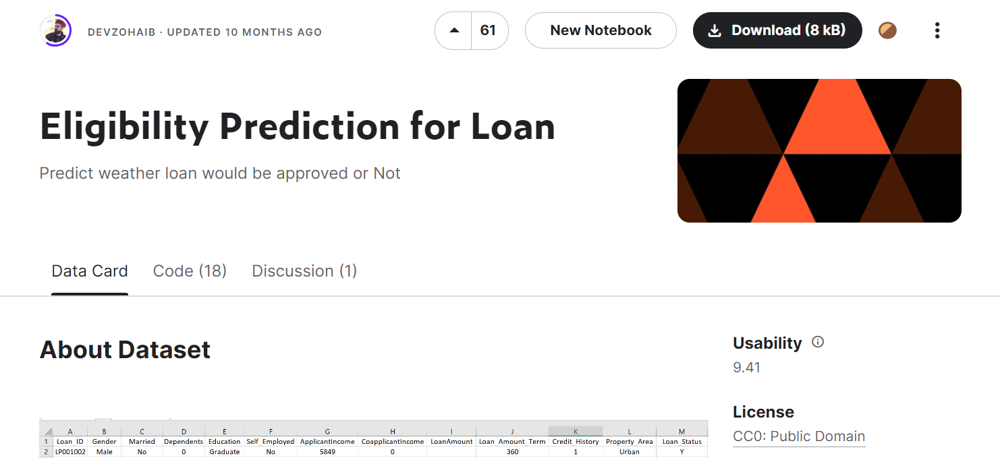 DEVZOHAIB · UPDATED 10 MONTHS AGO
61
New Notebook
Download (8 kB)
Eligibility Prediction for Loan
Predict weather loan would be approved or Not
Data Card
Code (18)
Discussion (1)
About Dataset
Usability
9.41
License
CC0: Public Domain
A B C D E F G H I J K L M
1 Loan_ID Gender Married Dependents Education Self_Employed ApplicantIncome CoapplicantIncome LoanAmount Loan_Amount_Term Credit_History Property_Area Loan_Status
2 LP001002 Male No 0 Graduate No 5849 0 360 1 Urban Y